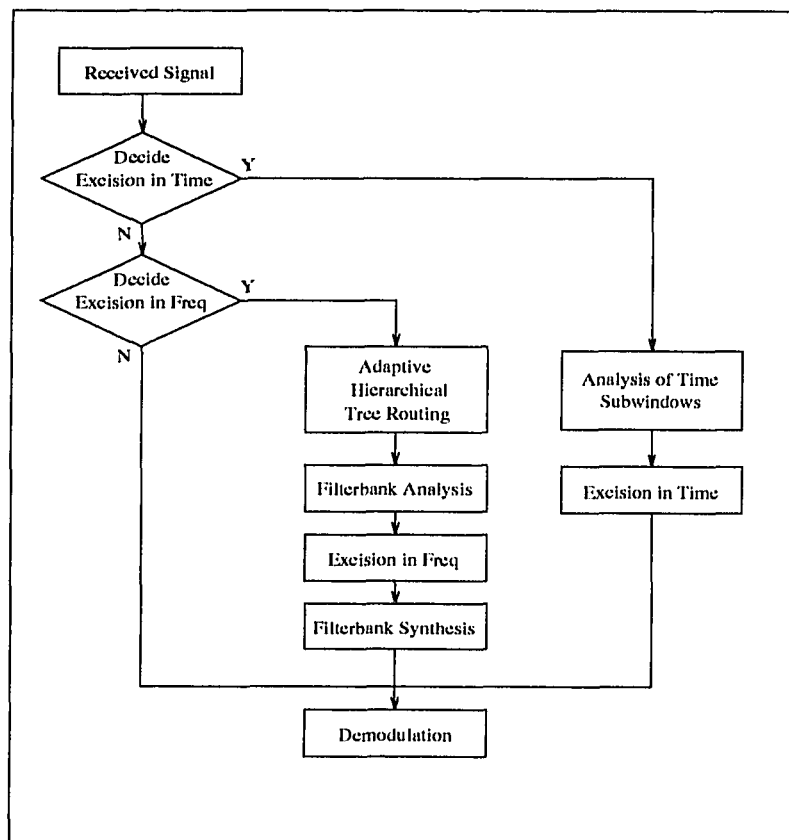 Received Signal
Decide
Excision in Time
Y
N
Decide
Excision in Freq
Y
N
Adaptive
Hierarchical
Tree Routing
Analysis of Time
Subwindows
Filterbank Analysis
Excision in Time
Excision in Freq
Filterbank Synthesis
Demodulation